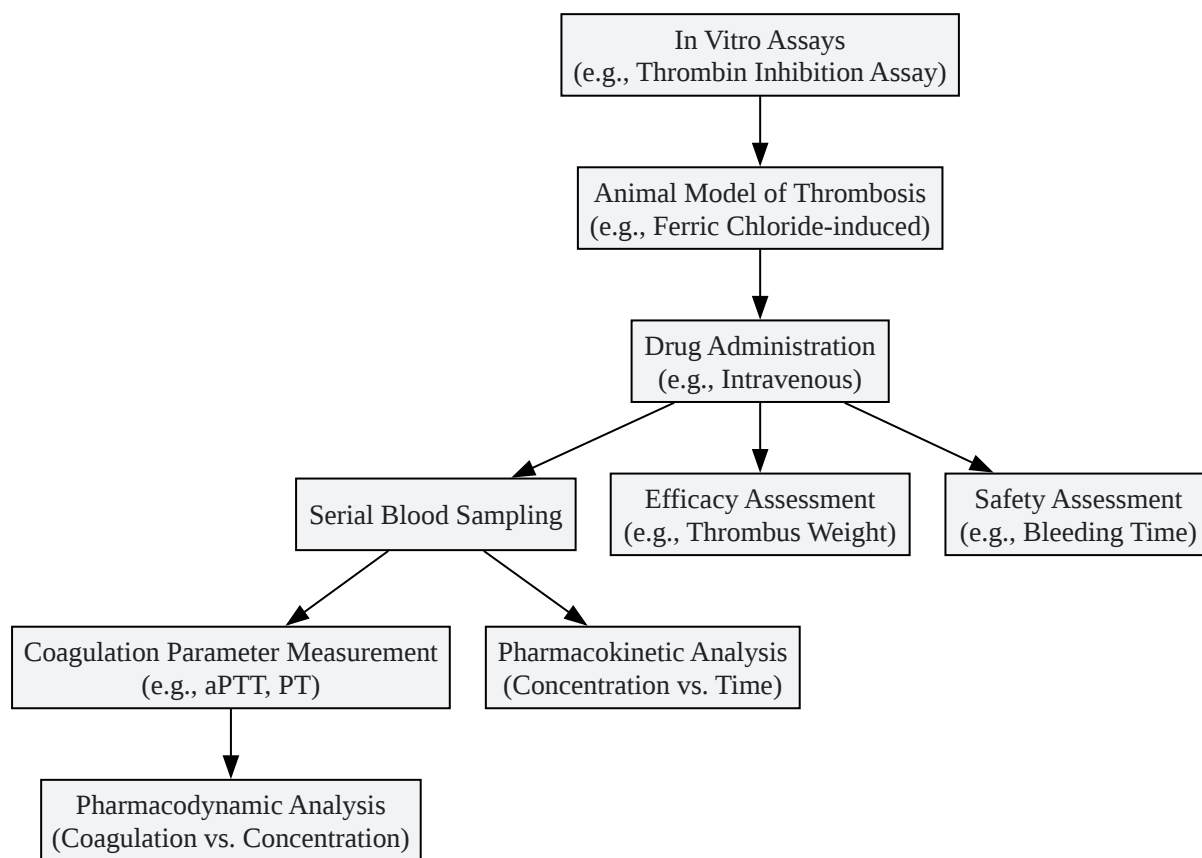 In Vitro Assays
(e.g., Thrombin Inhibition Assay)
Animal Model of Thrombosis
(e.g., Ferric Chloride-induced)
Drug Administration
(e.g., Intravenous)
Serial Blood Sampling
Efficacy Assessment
(e.g., Thrombus Weight)
Safety Assessment
(e.g., Bleeding Time)
Coagulation Parameter Measurement
(e.g., aPTT, PT)
Pharmacokinetic Analysis
(Concentration vs. Time)
Pharmacodynamic Analysis
(Coagulation vs. Concentration)